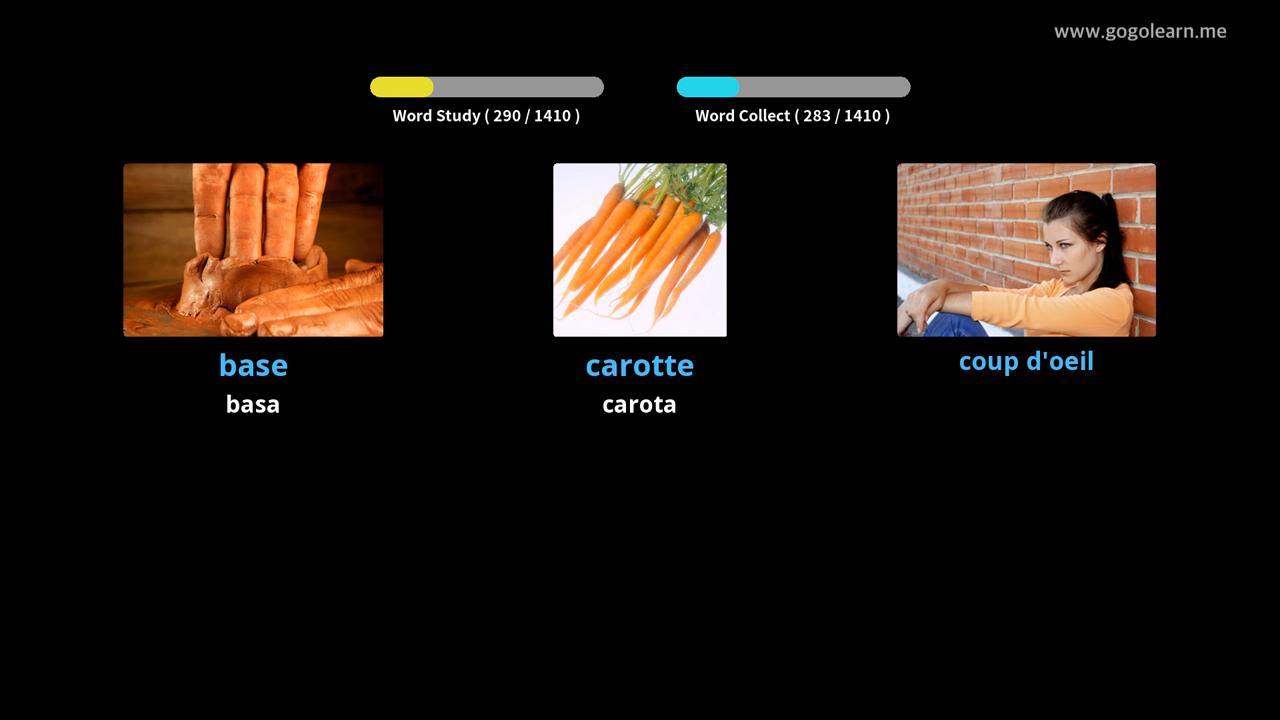 www.gogolearn.me
Word Study ( 290 / 1410 )
Word Collect ( 283 / 1410 )
base
basa
carotte
carota
coup d'oeil